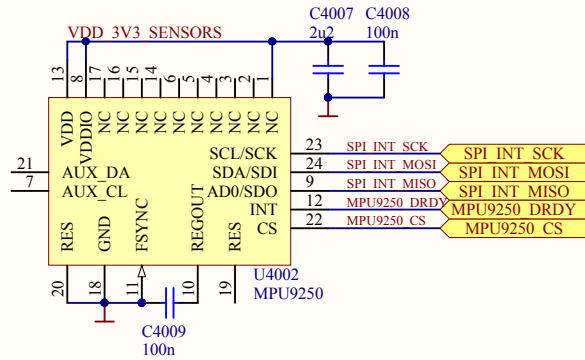 C4007 C4008
VDD_3V3_SENSORS 2u2 100n
13 8 17 16 15 14 6 5 4 3 2 1
VDD VDDIO NC NC NC NC NC NC NC NC NC NC
SCL/SCK 23 SPI_INT_SCK SPI_INT_SCK
21 AUX_DA SDA/SDI 24 SPI_INT_MOSI SPI_INT_MOSI
7 AUX_CL AD0/SDO 9 SPI_INT_MISO SPI_INT_MISO
INT 12 MPU9250_DRDY MPU9250_DRDY
CS 22 MPU9250_CS MPU9250_CS
RES GND FSYNC REGOUT RES
U4002
20 18 11 10 19 MPU9250
C4009
100n